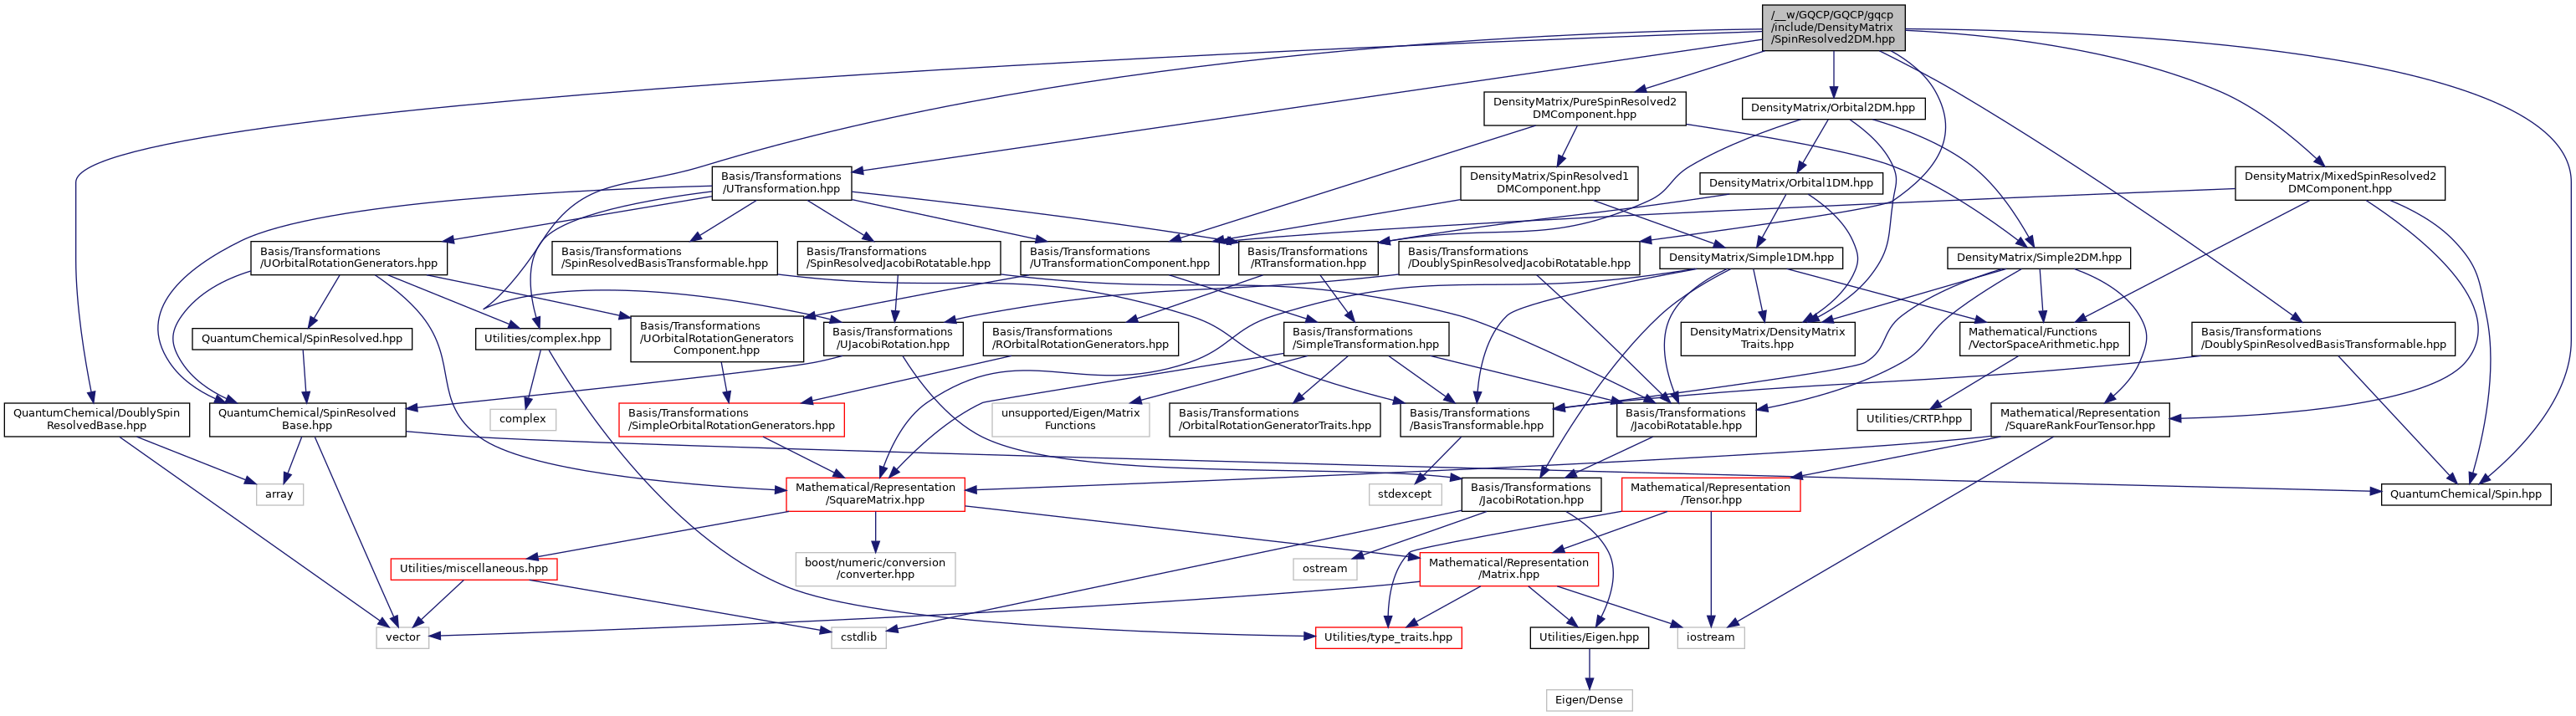 /__w/GQCP/GQCP/gqcp
/include/DensityMatrix
/SpinResolved2DM.hpp
DensityMatrix/PureSpinResolved2
DMComponent.hpp
DensityMatrix/Orbital2DM.hpp
Basis/Transformations
/UTransformation.hpp
DensityMatrix/SpinResolved1
DMComponent.hpp
DensityMatrix/Orbital1DM.hpp
DensityMatrix/MixedSpinResolved2
DMComponent.hpp
Basis/Transformations
/UOrbitalRotationGenerators.hpp
Basis/Transformations
/SpinResolvedBasisTransformable.hpp
Basis/Transformations
/SpinResolvedJacobiRotatable.hpp
Basis/Transformations
/UTransformationComponent.hpp
Basis/Transformations
/RTransformation.hpp
Basis/Transformations
/DoublySpinResolvedJacobiRotatable.hpp
DensityMatrix/Simple1DM.hpp
DensityMatrix/Simple2DM.hpp
QuantumChemical/SpinResolved.hpp
Utilities/complex.hpp
Basis/Transformations
/UOrbitalRotationGenerators
Component.hpp
Basis/Transformations
/UJacobiRotation.hpp
Basis/Transformations
/ROrbitalRotationGenerators.hpp
Basis/Transformations
/SimpleTransformation.hpp
DensityMatrix/DensityMatrix
Traits.hpp
Mathematical/Functions
/VectorSpaceArithmetic.hpp
Basis/Transformations
/DoublySpinResolvedBasisTransformable.hpp
QuantumChemical/DoublySpin
ResolvedBase.hpp
QuantumChemical/SpinResolved
Base.hpp
complex
Basis/Transformations
/SimpleOrbitalRotationGenerators.hpp
unsupported/Eigen/Matrix
Functions
Basis/Transformations
/OrbitalRotationGeneratorTraits.hpp
Basis/Transformations
/BasisTransformable.hpp
Basis/Transformations
/JacobiRotatable.hpp
Utilities/CRTP.hpp
Mathematical/Representation
/SquareRankFourTensor.hpp
array
Mathematical/Representation
/SquareMatrix.hpp
stdexcept
Basis/Transformations
/JacobiRotation.hpp
Mathematical/Representation
/Tensor.hpp
QuantumChemical/Spin.hpp
Utilities/miscellaneous.hpp
boost/numeric/conversion
/converter.hpp
ostream
Mathematical/Representation
/Matrix.hpp
vector
cstdlib
Utilities/type_traits.hpp
Utilities/Eigen.hpp
iostream
Eigen/Dense